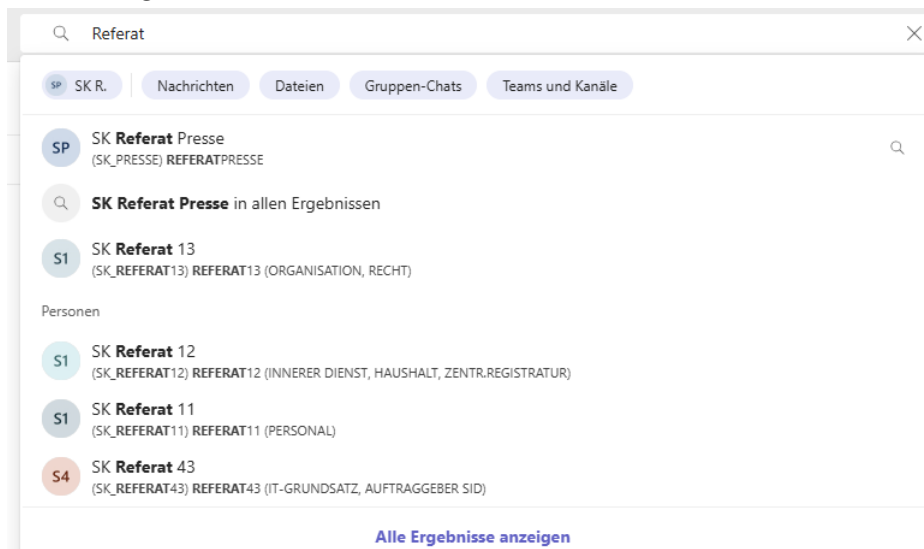 Referat
SP SK R. Nachrichten Dateien Gruppen-Chats Teams und Kanäle
SP SK Referat Presse
(SK_PRESSE) REFERATPRESSE
SK Referat Presse in allen Ergebnissen
S1 SK Referat 13
(SK_REFERAT13) REFERAT13 (ORGANISATION, RECHT)
Personen
S1 SK Referat 12
(SK_REFERAT12) REFERAT12 (INNERER DIENST, HAUSHALT, ZENTR.REGISTRATUR)
S1 SK Referat 11
(SK_REFERAT11) REFERAT11 (PERSONAL)
S4 SK Referat 43
(SK_REFERAT43) REFERAT43 (IT-GRUNDSATZ, AUFTRAGGEBER SID)
Alle Ergebnisse anzeigen